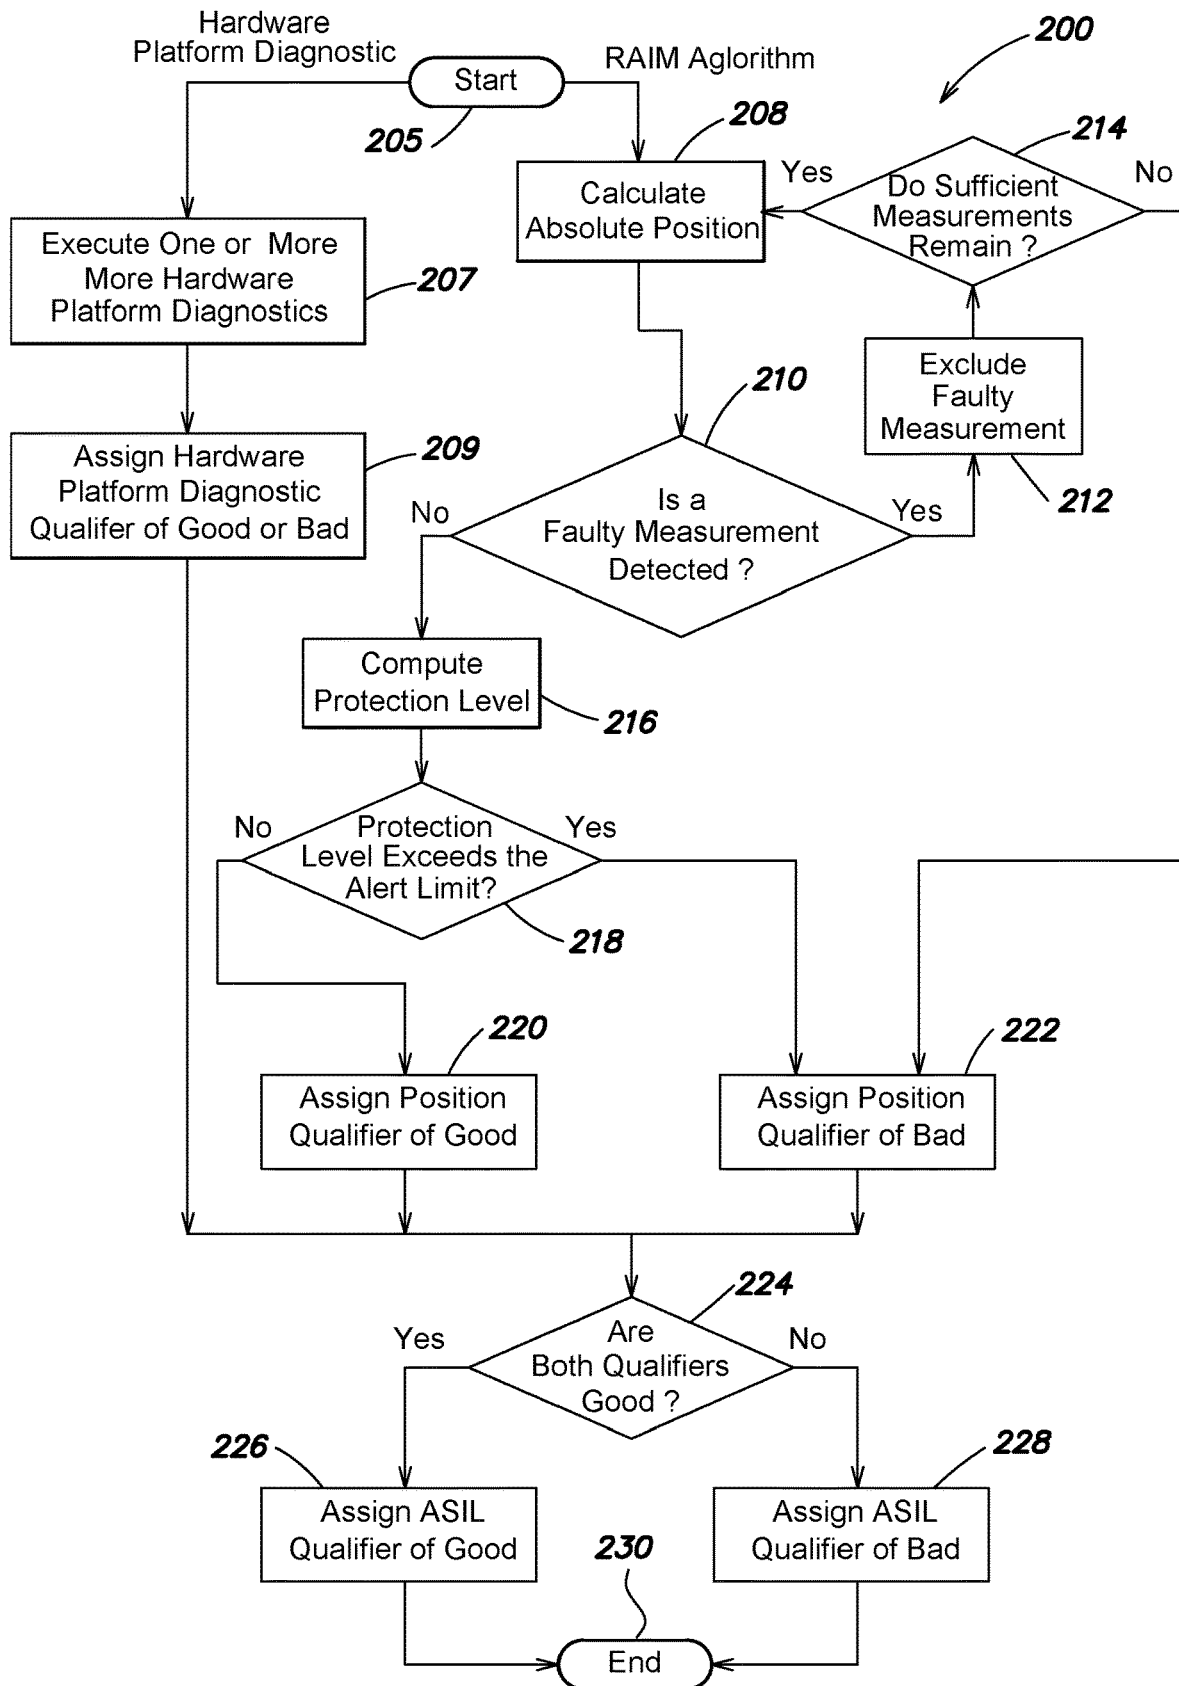 Hardware
Platform Diagnostic
RAIM Aglorithm
200
Start
205
208
214
Yes
No
Calculate
Absolute Position
Do Sufficient
Measurements
Remain ?
Execute One or  More
More Hardware
Platform Diagnostics
207
Exclude
Faulty
Measurement
212
210
Assign Hardware
Platform Diagnostic
Qualifer of Good or Bad
209
No
Is a
Faulty Measurement
Detected ?
Yes
Compute
Protection Level
216
No
Protection
Level Exceeds the
Alert Limit?
Yes
218
220
222
Assign Position
Qualifier of Good
Assign Position
Qualifier of Bad
224
Yes
Are
Both Qualifiers
Good ?
No
226
228
Assign ASIL
Qualifier of Good
Assign ASIL
Qualifier of Bad
230
End